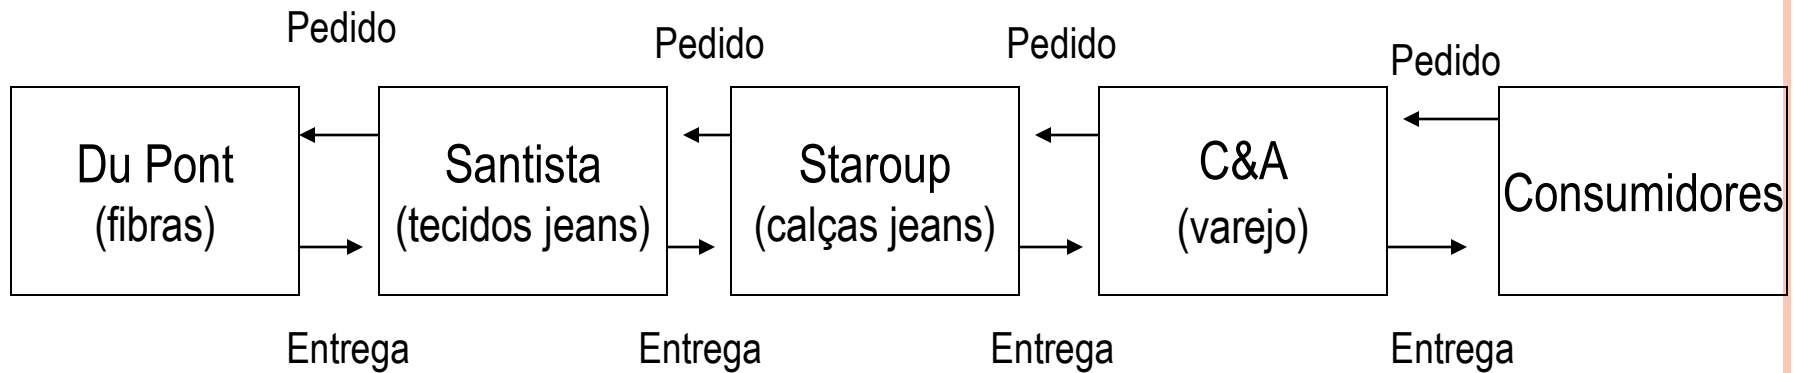 Pedido
Pedido
Pedido
Pedido
Du Pont
(fibras)
Santista
(tecidos jeans)
Staroup
(calças jeans)
C&A
(varejo)
Consumidores
Entrega
Entrega
Entrega
Entrega